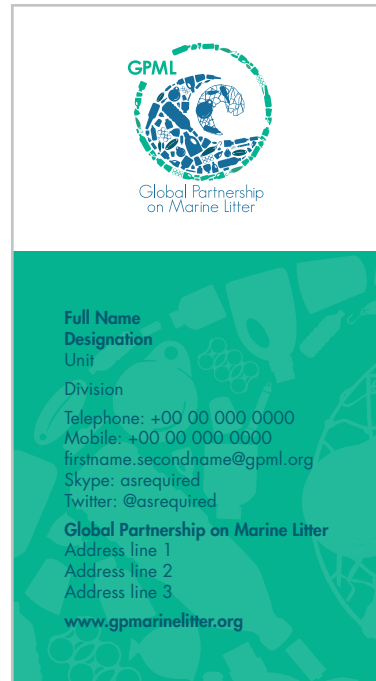 GPML
Global Partnership
on Marine Litter
Full Name
Designation
Unit
Division
Telephone: +00 00 000 0000
Mobile: +00 00 000 0000
firstname.secondname@gpml.org
Skype: asrequired
Twitter: @asrequired
Global Partnership on Marine Litter
Address line 1
Address line 2
Address line 3
www.gpmarinelitter.org